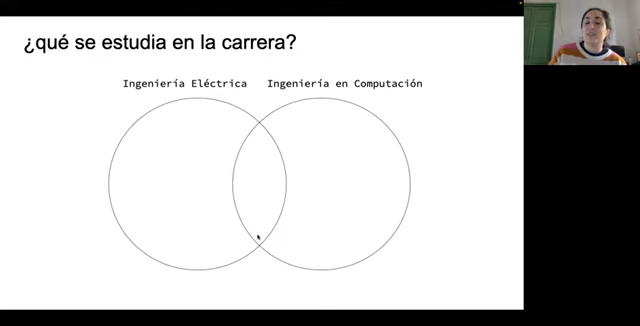 ¿qué se estudia en la carrera?
Ingeniería Eléctrica
Ingeniería en Computación